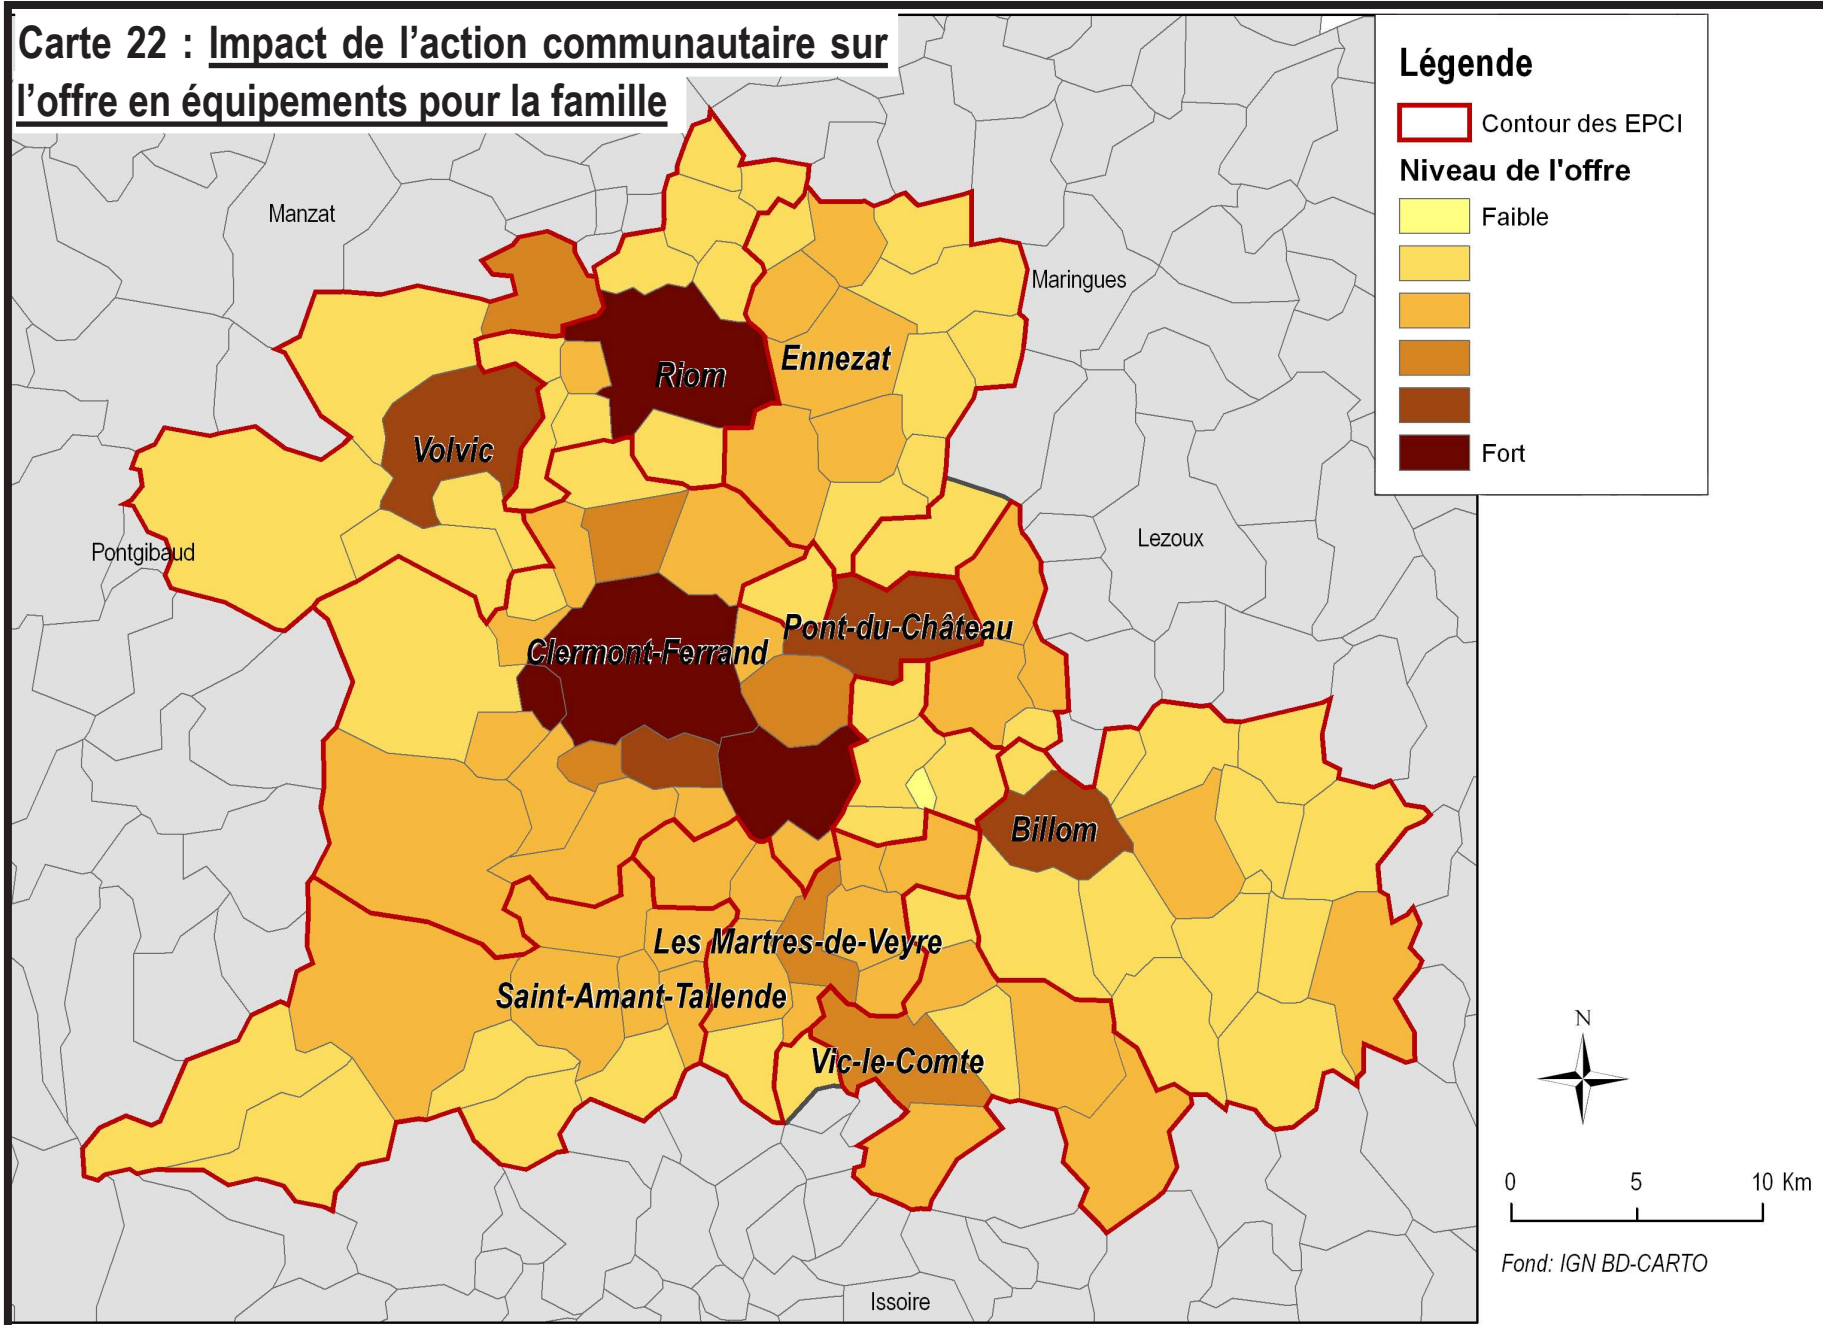 Carte 22 : Impact de l’action communautaire sur
l’offre en équipements pour la famille
Légende
Contour des EPCI
Niveau de l'offre
Faible
Fort
Manzat
Maringues
Riom
Ennezat
Volvic
Pontgibaud
Lezoux
Clermont-Ferrand
Pont-du-Château
Billom
Les Martres-de-Veyre
Saint-Amant-Tallende
Vic-le-Comte
Issoire
N
0 5 10 Km
Fond: IGN BD-CARTO